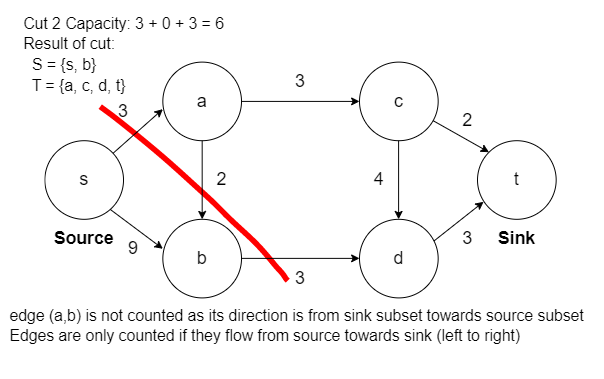 Cut 2 Capacity: 3 + 0 + 3 = 6
Result of cut:
S = {s, b}
T = {a, c, d, t}
3
a
3
c
2
s
2
4
t
Source
9
b
3
d
3
Sink
edge (a,b) is not counted as its direction is from sink subset towards source subset
Edges are only counted if they flow from source towards sink (left to right)